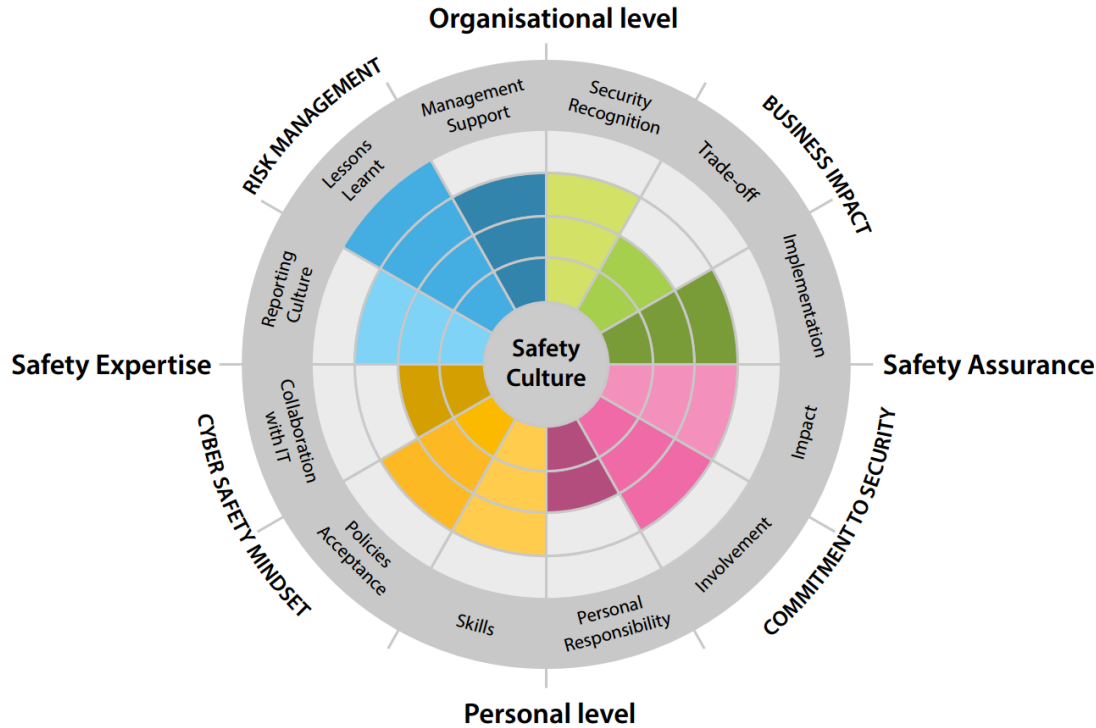 Organisational level
RISK MANAGEMENT
BUSINESS IMPACT
Management
Support
Security
Recognition
Lessons
Learnt
Trade-off
Reporting
Culture
Implementation
Safety Expertise
Safety
Culture
Safety Assurance
Collaboration
with IT
Impact
CYBER SAFETY MINDSET
COMMITMENT TO SECURITY
Policies
Acceptance
Involvement
Skills
Personal
Responsibility
Personal level